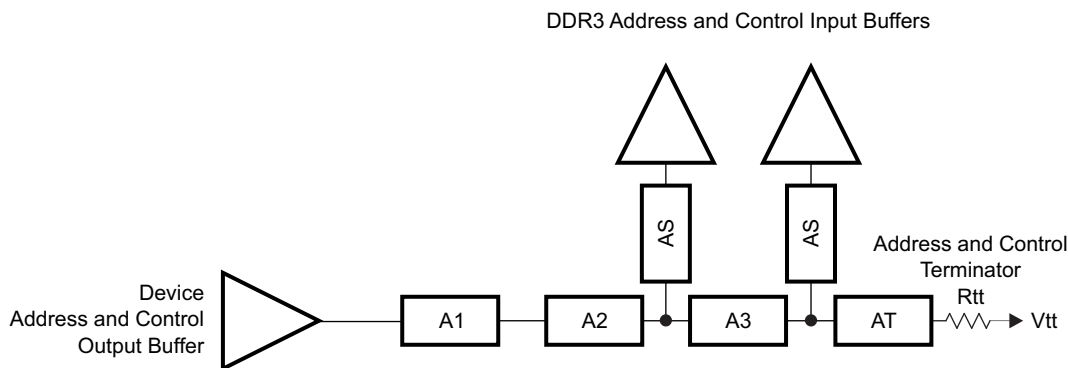 DDR3 Address and Control Input Buffers
AS
AS
Address and Control
Terminator
Rtt
Device
Address and Control
Output Buffer
A1
A2
A3
AT
Vtt